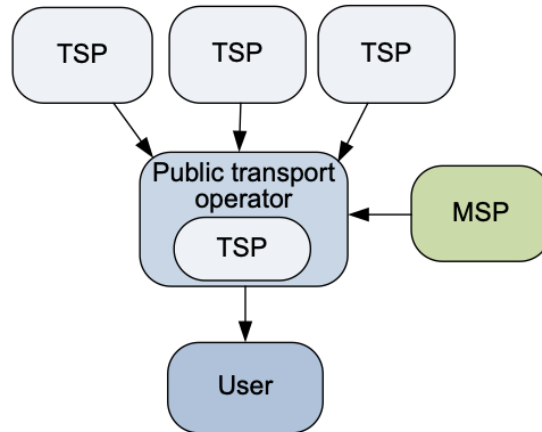 TSP
TSP
TSP
Public transport
operator
TSP
MSP
User